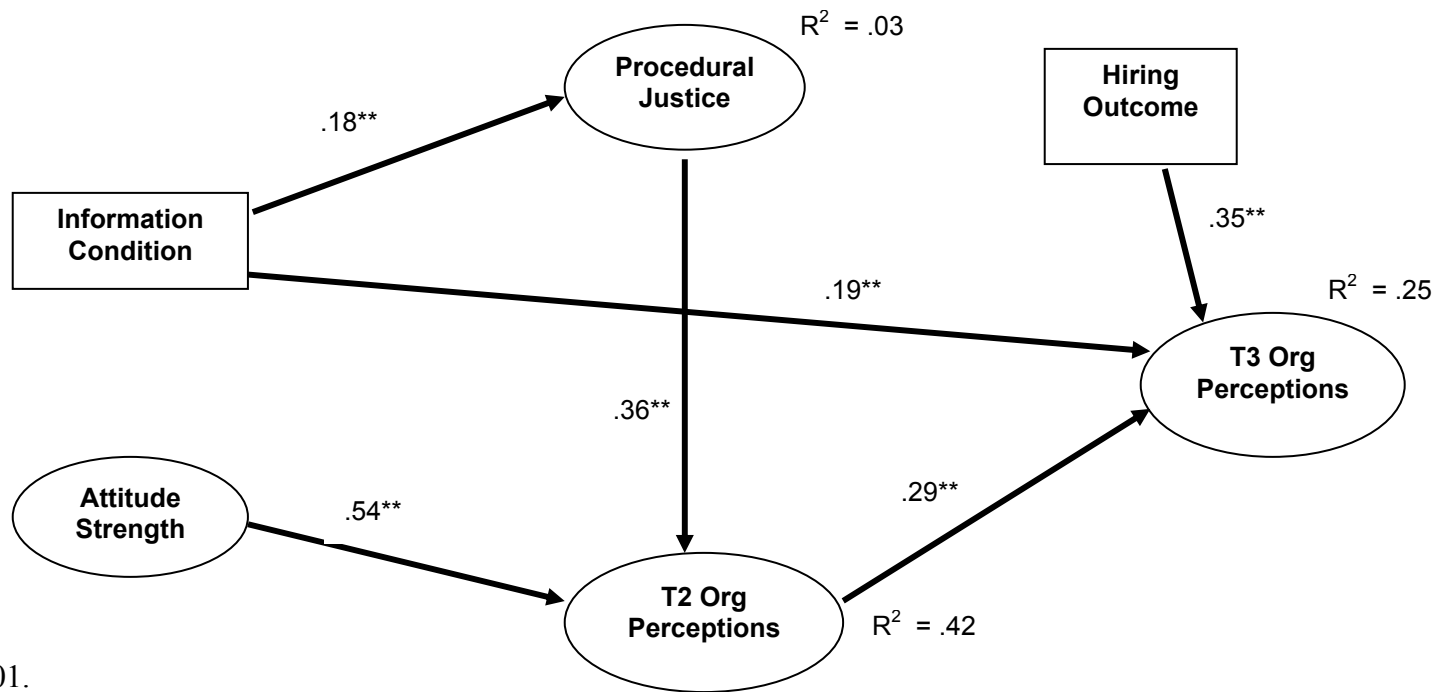 R² = .03
Procedural
Justice
Hiring
Outcome
.18**
Information
Condition
.35**
.19**
R² = .25
T3 Org
Perceptions
.36**
Attitude
Strength
.54**
.29**
T2 Org
Perceptions
R² = .42
01.